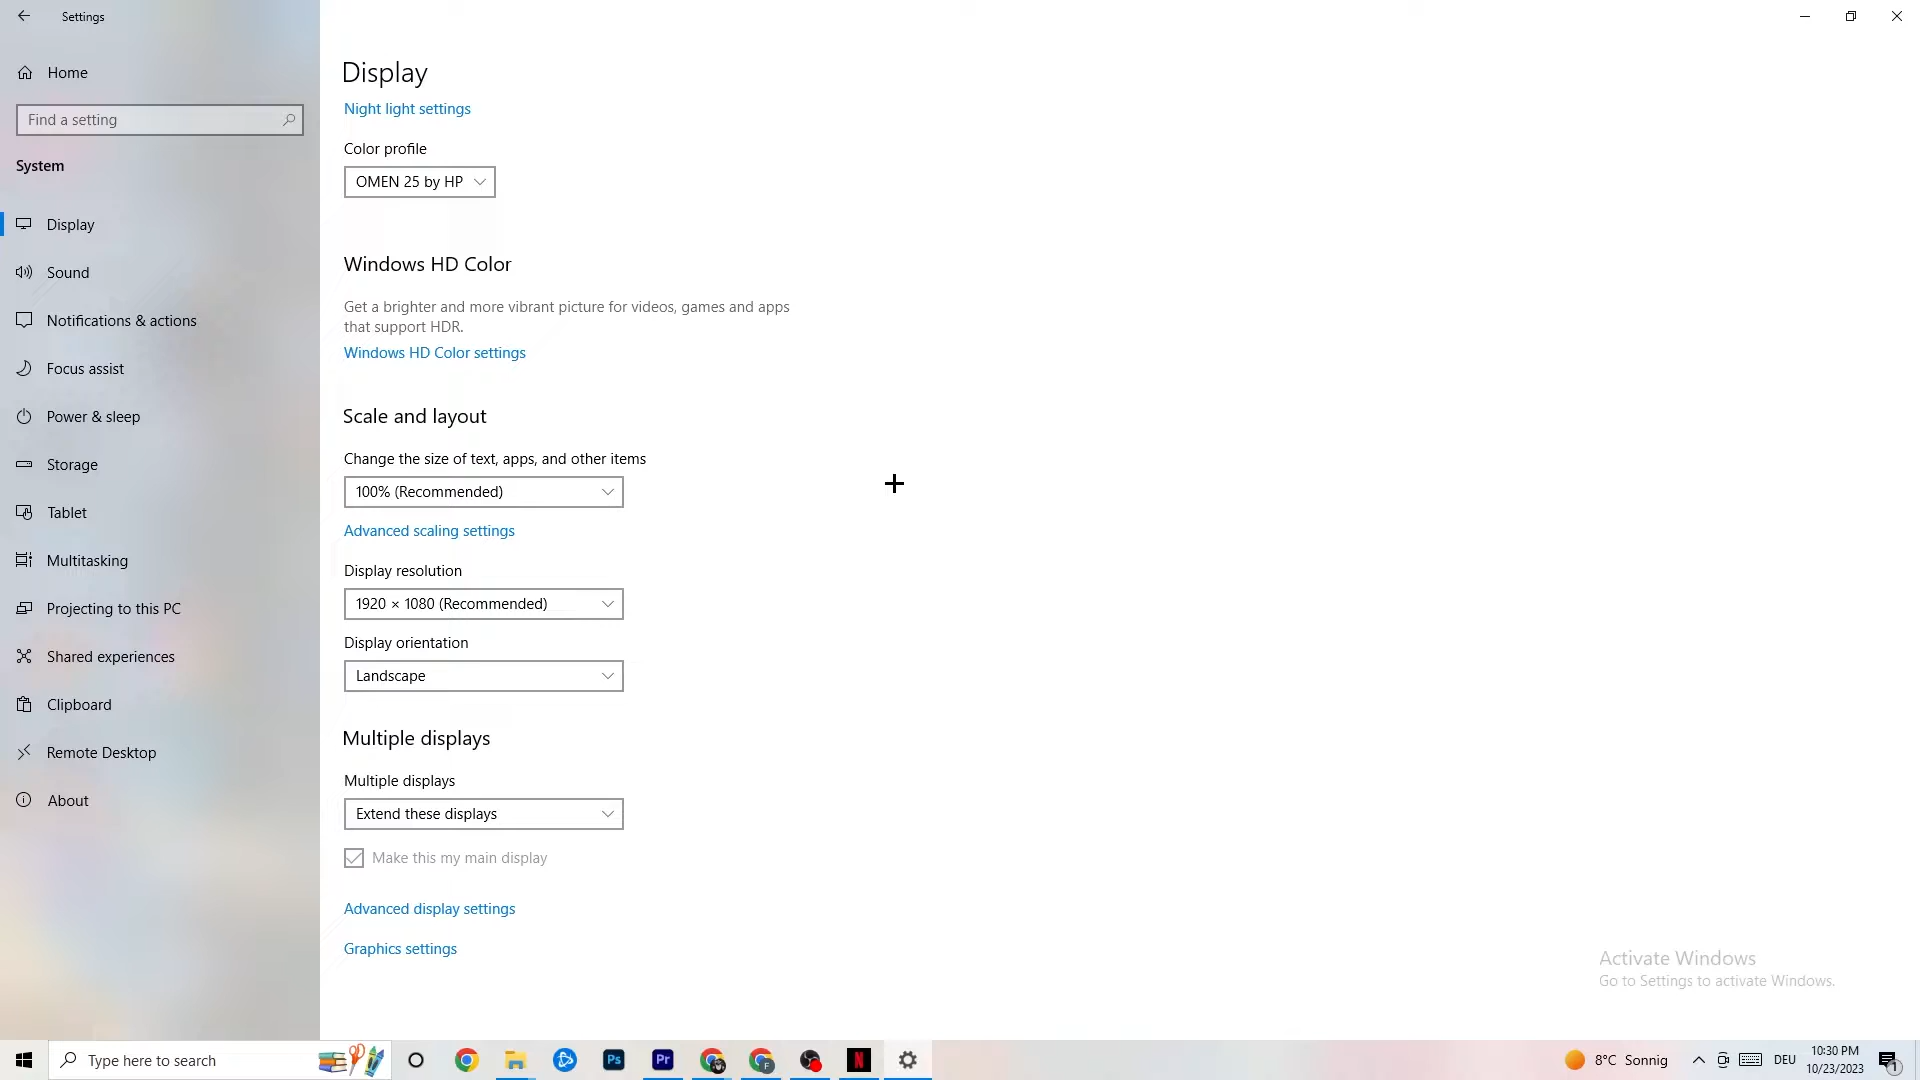 Settings
Home
Find a setting
System
Display
Sound
Notifications & actions
Focus assist
Power & sleep
Storage
Tablet
Multitasking
Projecting to this PC
Shared experiences
Clipboard
Remote Desktop
About
Display
Night light settings
Color profile
OMEN 25 by HP
Windows HD Color
Get a brighter and more vibrant picture for videos, games and apps
that support HDR.
Windows HD Color settings
Scale and layout
Change the size of text, apps, and other items
100% (Recommended)
Advanced scaling settings
Display resolution
1920 × 1080 (Recommended)
Display orientation
Landscape
Multiple displays
Multiple displays
Extend these displays
Make this my main display
Advanced display settings
Graphics settings
Activate Windows
Go to Settings to activate Windows.
Type here to search
Ps
Pr
F
N
8°C Sonnig
DEU
10:30 PM
10/23/2023
1